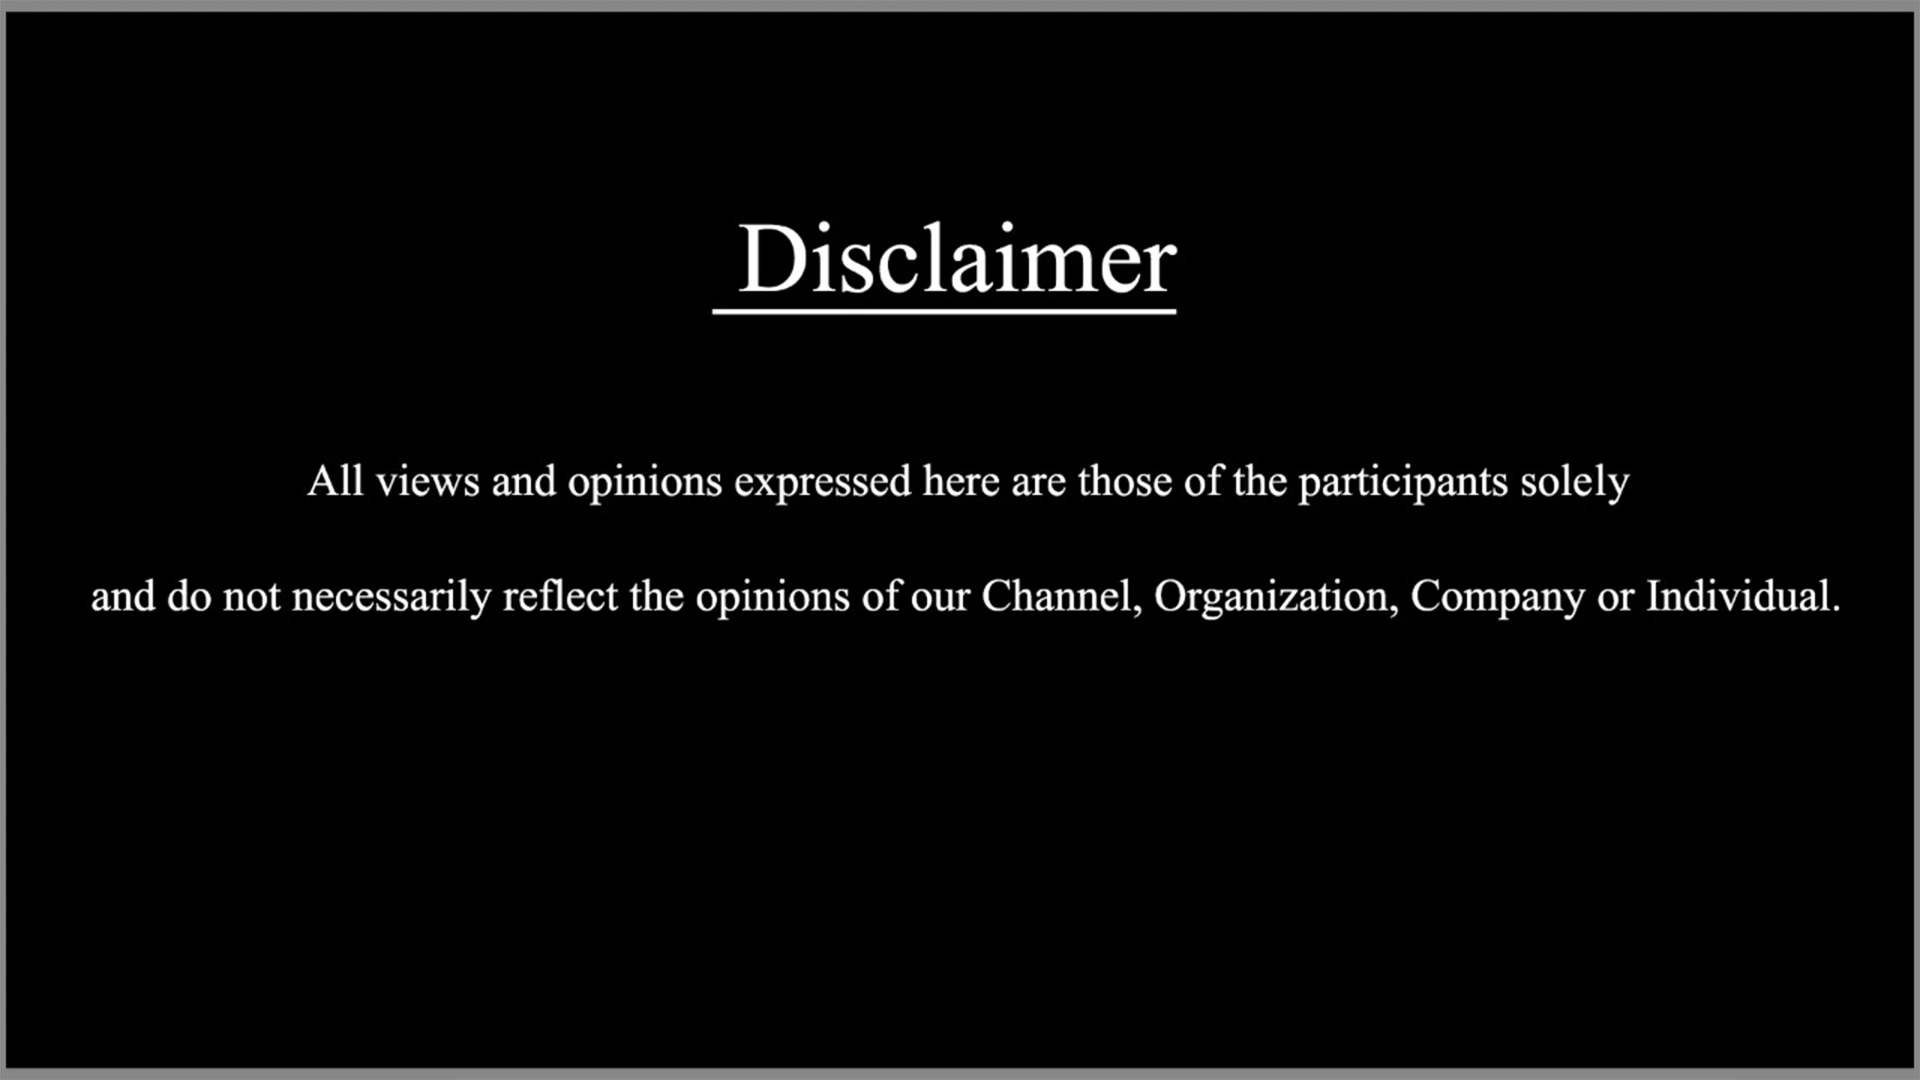 Disclaimer
All views and opinions expressed here are those of the participants solely
and do not necessarily reflect the opinions of our Channel, Organization, Company or Individual.